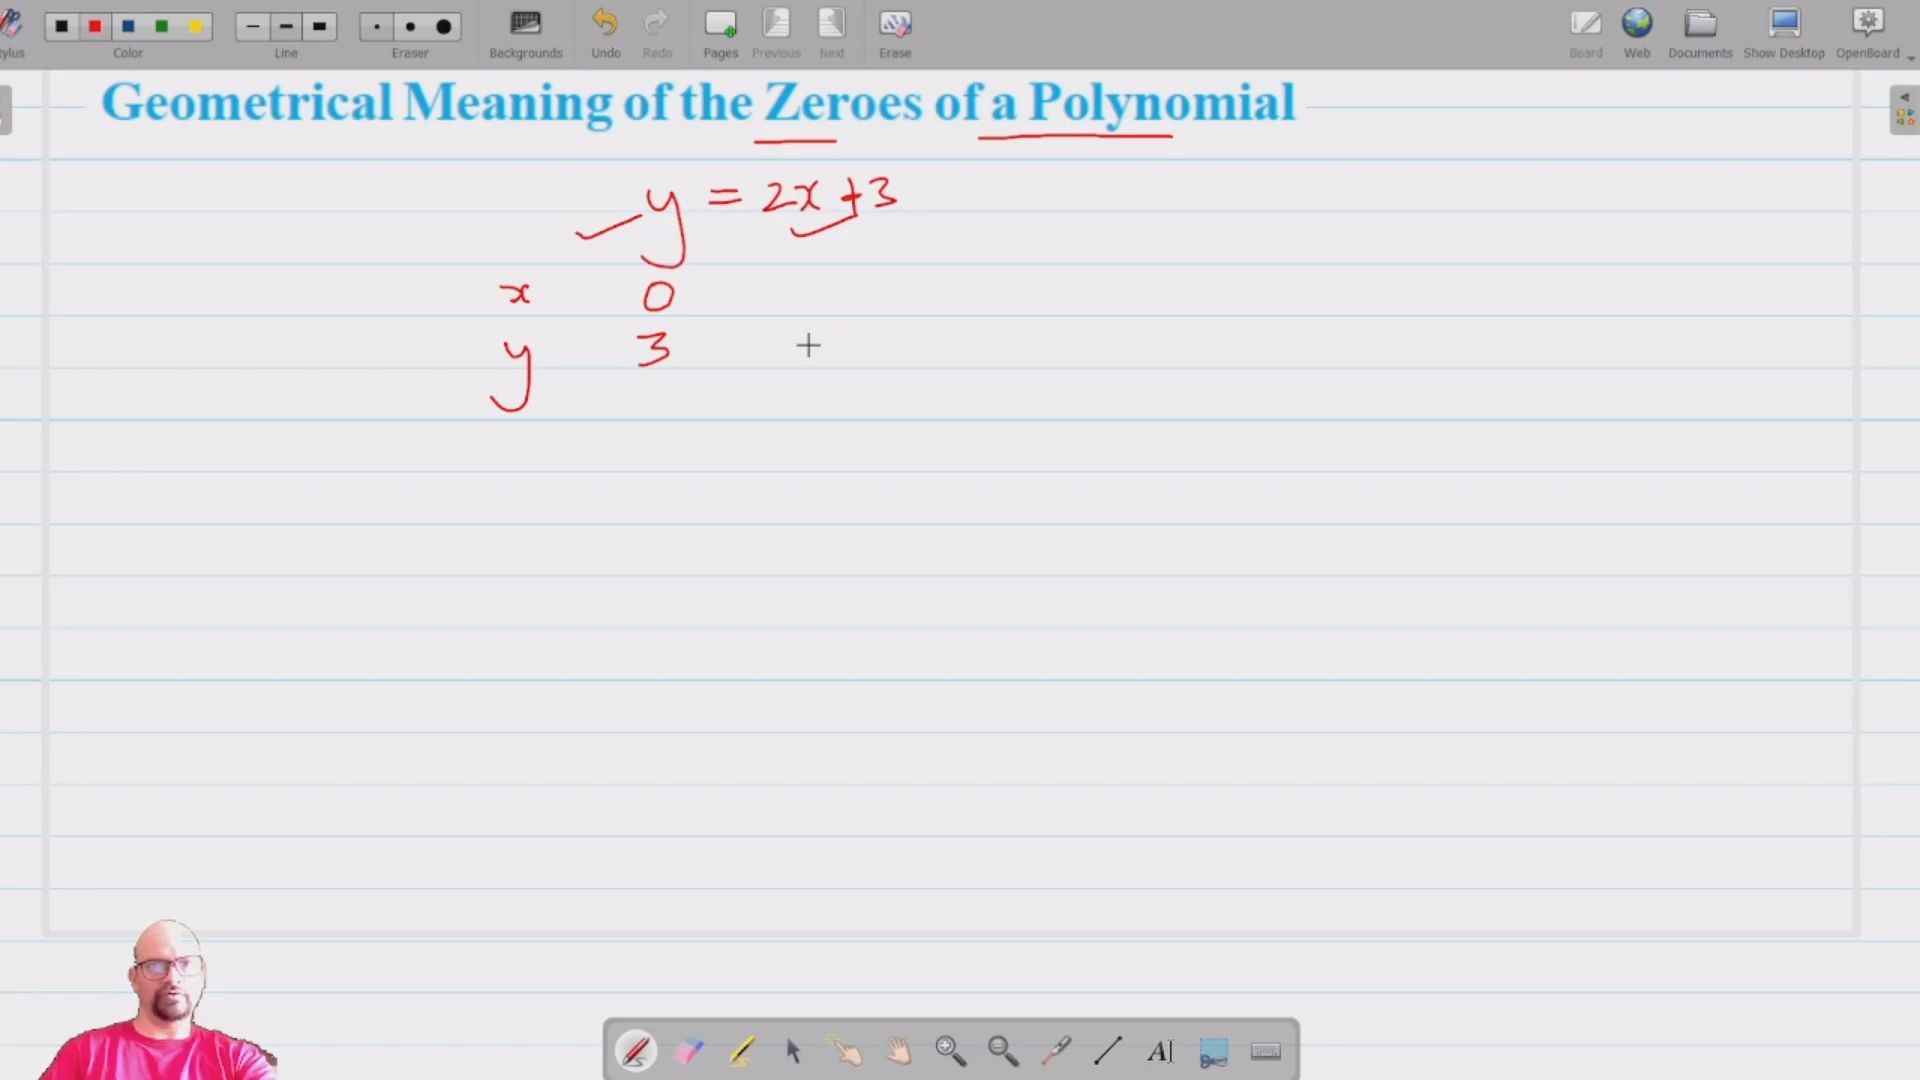 tylus Color Line Eraser Backgrounds Undo Redo Pages Previous Next Erase Board Web Documents Show Desktop OpenBoard
Geometrical Meaning of the Zeroes of a Polynomial
y = 2x+3
x 0
y 3